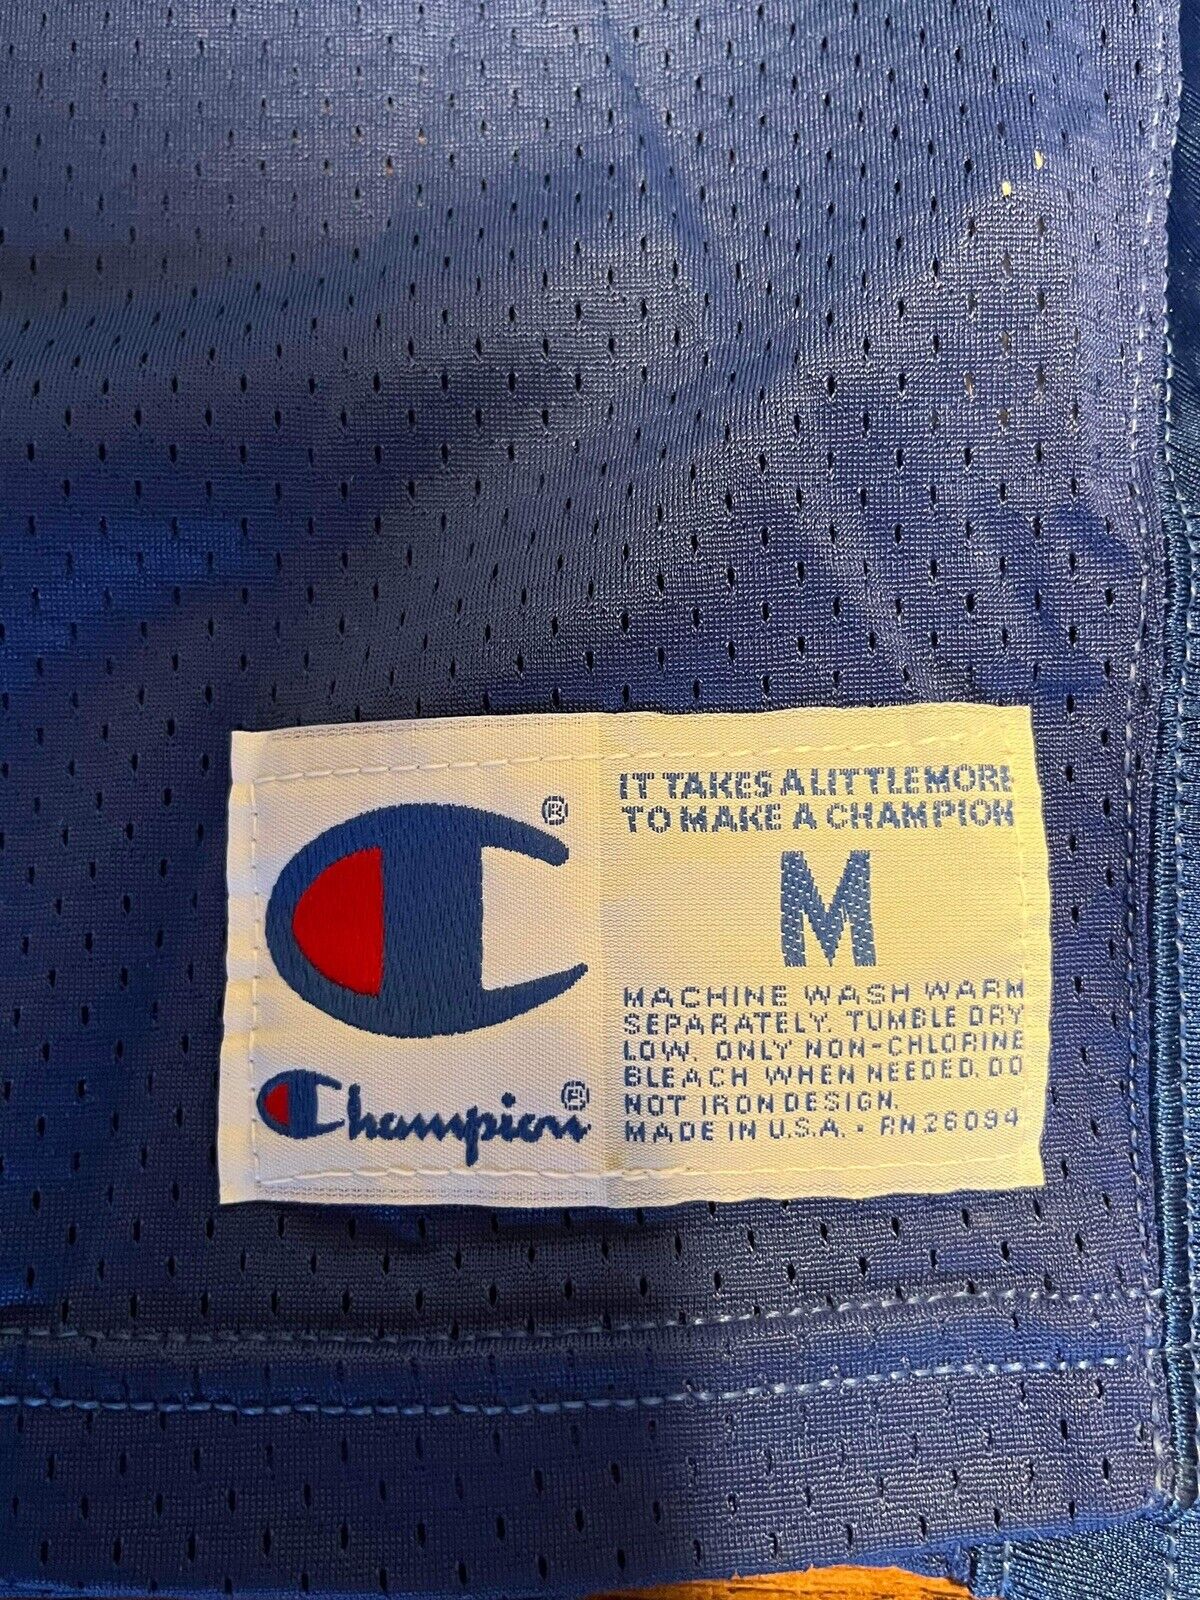 IT TAKES A LITTLE MORE
TO MAKE A CHAMPION
M
MACHINE WASH WARM
SEPARATELY. TUMBLE DRY
LOW. ONLY NON-CHLORINE
BLEACH WHEN NEEDED. DO
NOT IRON DESIGN.
MADE IN U.S.A. • RN 26094
®
Champion®